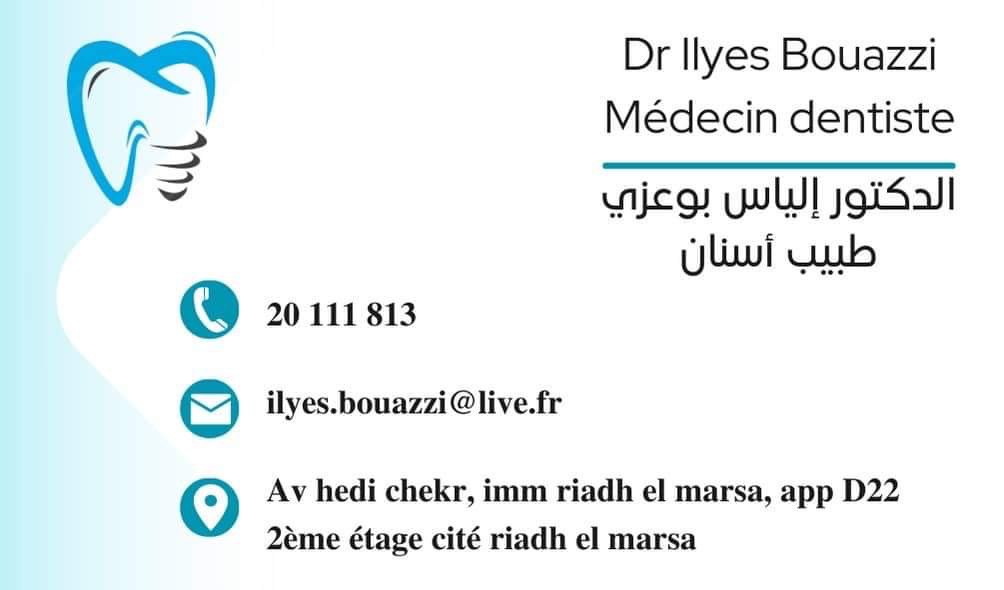 Dr Ilyes Bouazzi
Médecin dentiste
الدكتور إلياس بوعزي
طبيب أسنان
20 111 813
ilyes.bouazzi@live.fr
Av hedi chekr, imm riadh el marsa, app D22
2ème étage cité riadh el marsa